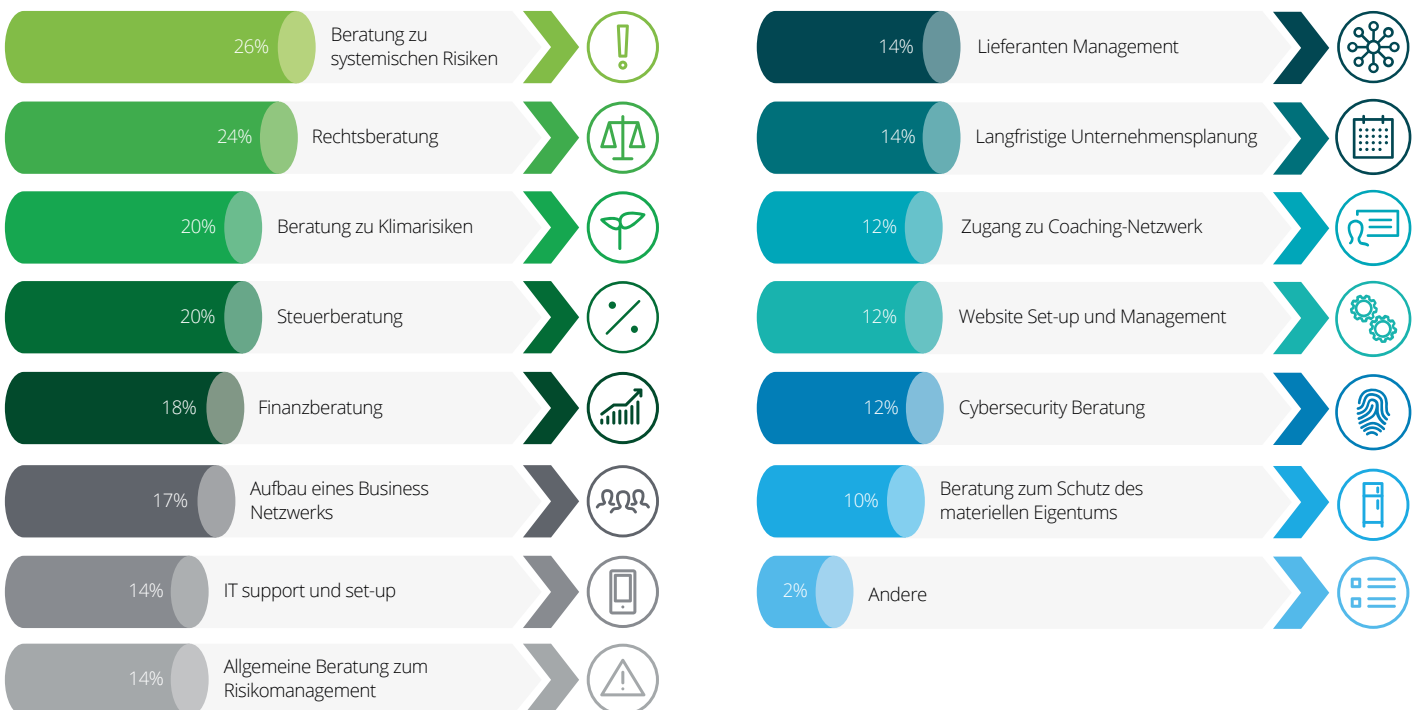 26%
Beratung zu
systemischen Risiken
24%
Rechtsberatung
20%
Beratung zu Klimarisiken
20%
Steuerberatung
18%
Finanzberatung
17%
Aufbau eines Business
Netzwerks
14%
IT support und set-up
14%
Allgemeine Beratung zum
Risikomanagement
14%
Lieferanten Management
14%
Langfristige Unternehmensplanung
12%
Zugang zu Coaching-Netzwerk
12%
Website Set-up und Management
12%
Cybersecurity Beratung
10%
Beratung zum Schutz des
materiellen Eigentums
2%
Andere